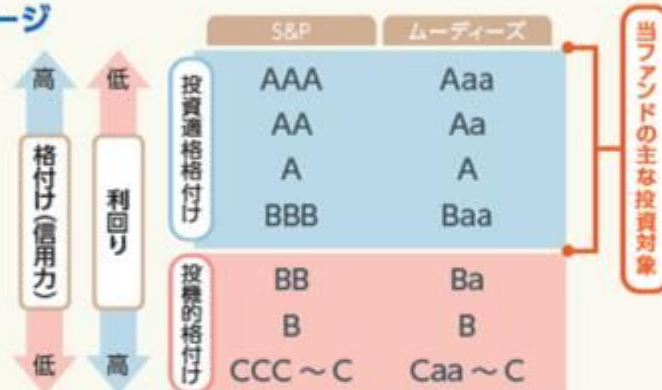 ージ
S&P ムーディーズ
高 低
格付け(信用力)
利回り
低 高
投資適格格付け
AAA Aaa
AA Aa
A A
BBB Baa
投機的格付け
BB Ba
B B
CCC ～ C Caa ～ C
当ファンドの主な投資対象